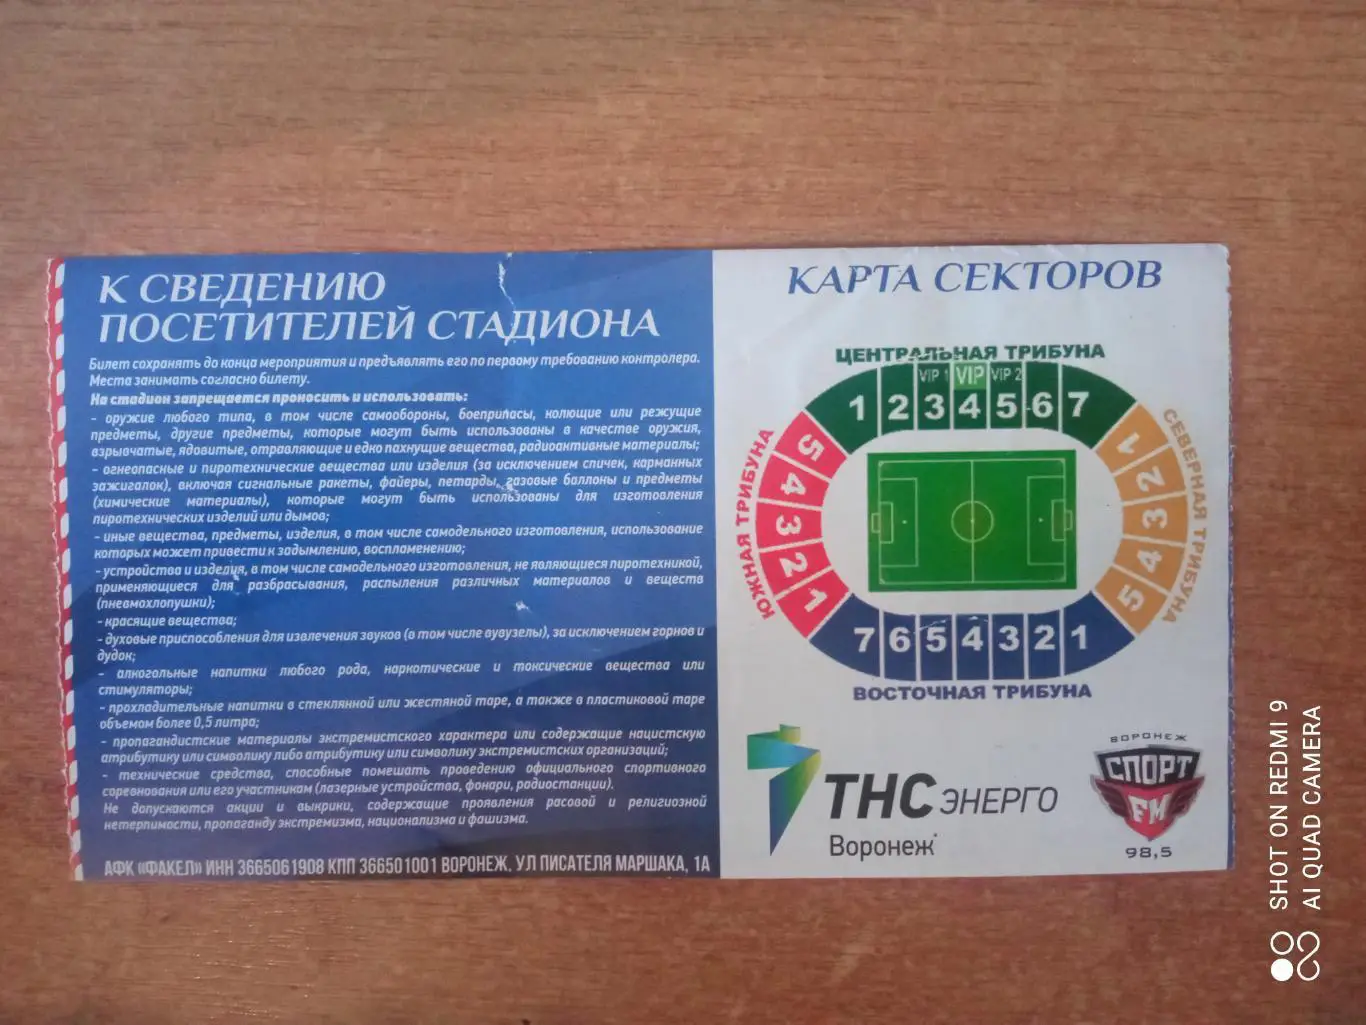 К СВЕДЕНИЮ
ПОСЕТИТЕЛЕЙ СТАДИОНА
Билет сохранять до конца мероприятия и предъявлять его по первому требованию контролера.
Места занимать согласно билету.
На стадион запрещается проносить и использовать:
- оружие любого типа, в том числе самообороны, боеприпасы, колющие или режущие
предметы, другие предметы, которые могут быть использованы в качестве оружия,
взрывчатые, ядовитые, отравляющие и едко пахнущие вещества, радиоактивные материалы;
- огнеопасные и пиротехнические вещества или изделия (за исключением спичек, карманных
зажигалок), включая сигнальные ракеты, файеры, петарды, газовые баллоны и предметы
(химические материалы), которые могут быть использованы для изготовления
пиротехнических изделий или дымов;
- иные вещества, предметы, изделия, в том числе самодельного изготовления, использование
которых может привести к задымлению, воспламенению;
- устройства и изделия, в том числе самодельного изготовления, не являющиеся пиротехникой,
применяющиеся для разбрасывания, распыления различных материалов и веществ
(пневмохлопушки);
- красящие вещества;
- духовые приспособления для извлечения звуков (в том числе вувузелы), за исключением горнов и
дудок;
- алкогольные напитки любого рода, наркотические и токсические вещества или
стимуляторы;
- прохладительные напитки в стеклянной или жестяной таре, а также в пластиковой таре
объемом более 0,5 литра;
- пропагандистские материалы экстремистского характера или содержащие нацистскую
атрибутику или символику либо атрибутику или символику экстремистских организаций;
- технические средства, способные помешать проведению официального спортивного
соревнования или его участникам (лазерные устройства, фонари, радиостанции).
Не допускаются акции и выкрики, содержащие проявления расовой и религиозной
нетерпимости, пропаганду экстремизма, национализма и фашизма.
АФК «ФАКЕЛ» ИНН 3665061908 КПП 366501001 ВОРОНЕЖ. УЛ ПИСАТЕЛЯ МАРШАКА, 1А
КАРТА СЕКТОРОВ
ЦЕНТРАЛЬНАЯ ТРИБУНА
VIP 1 VIP VIP 2
1 2 3 4 5 6 7
ЮЖНАЯ ТРИБУНА
5
4
3
2
1
СЕВЕРНАЯ ТРИБУНА
1
2
3
4
5
7 6 5 4 3 2 1
ВОСТОЧНАЯ ТРИБУНА
ТНС ЭНЕРГО
Воронеж
ВОРОНЕЖ
СПОРТ
FM
98,5
SHOT ON REDMI 9
AI QUAD CAMERA